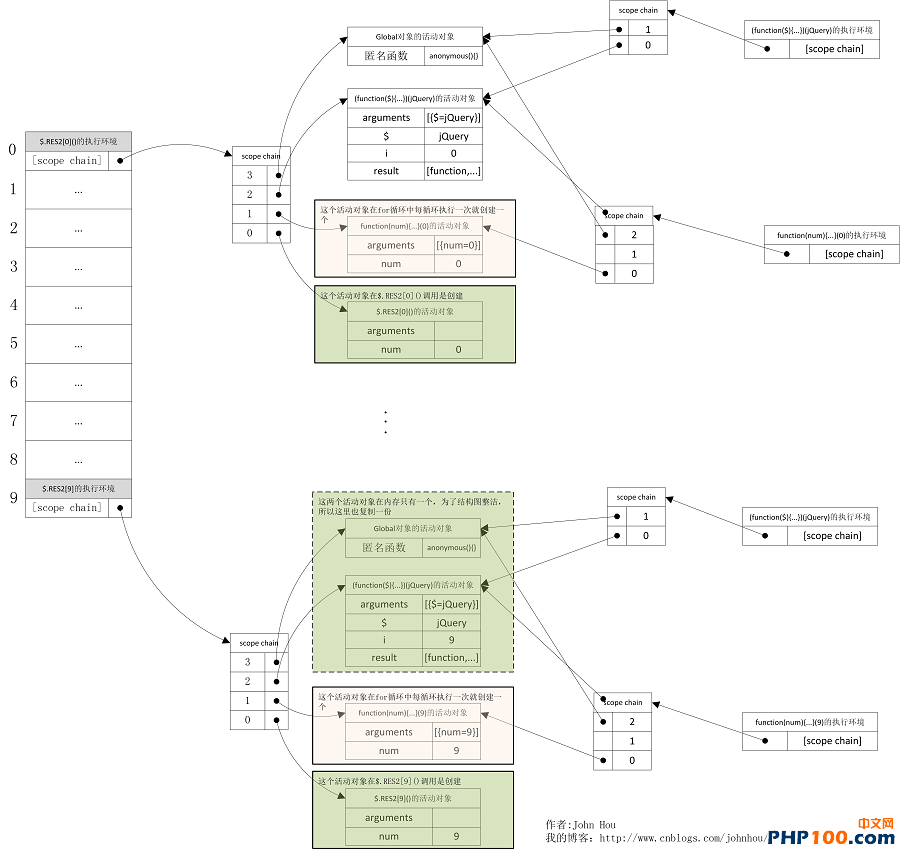 scope chain
1
0
(function($){...})(jQuery)的执行环境
[scope chain]
Global对象的活动对象
匿名函数 anonymous(){}
(function($){...})(jQuery)的活动对象
arguments [{$=jQuery}]
$ jQuery
i 0
result [function,...]
0
$.RES2[0]()的执行环境
[scope chain]
1 ...
2 ...
3 ...
4 ...
5 ...
6 ...
7 ...
8 ...
9
$.RES2[9]的执行环境
[scope chain]
scope chain
3
2
1
0
这个活动对象在for循环中每循环执行一次就创建一
个
function(num){...}(0)的活动对象
arguments [{num=0}]
num 0
这个活动对象在$.RES2[0]()调用是创建
$.RES2[0]()的活动对象
arguments
num 0
scope chain
2
1
0
function(num){...}(0)的执行环境
[scope chain]
这两个活动对象在内存只有一个，为了结构图整洁，
所以这里也复制一份
Global对象的活动对象
匿名函数 anonymous(){}
(function($){...})(jQuery)的活动对象
arguments [{$=jQuery}]
$ jQuery
i 9
result [function,...]
scope chain
1
0
(function($){...})(jQuery)的执行环境
[scope chain]
scope chain
3
2
1
0
这个活动对象在for循环中每循环执行一次就创建一
个
function(num){...}(9)的活动对象
arguments [{num=9}]
num 9
这个活动对象在$.RES2[9]()调用是创建
$.RES2[9]()的活动对象
arguments
num 9
scope chain
2
1
0
function(num){...}(9)的执行环境
[scope chain]
作者:John Hou
我的博客: http://www.cnblogs.com/johnhou/
中文网
PHP100.com